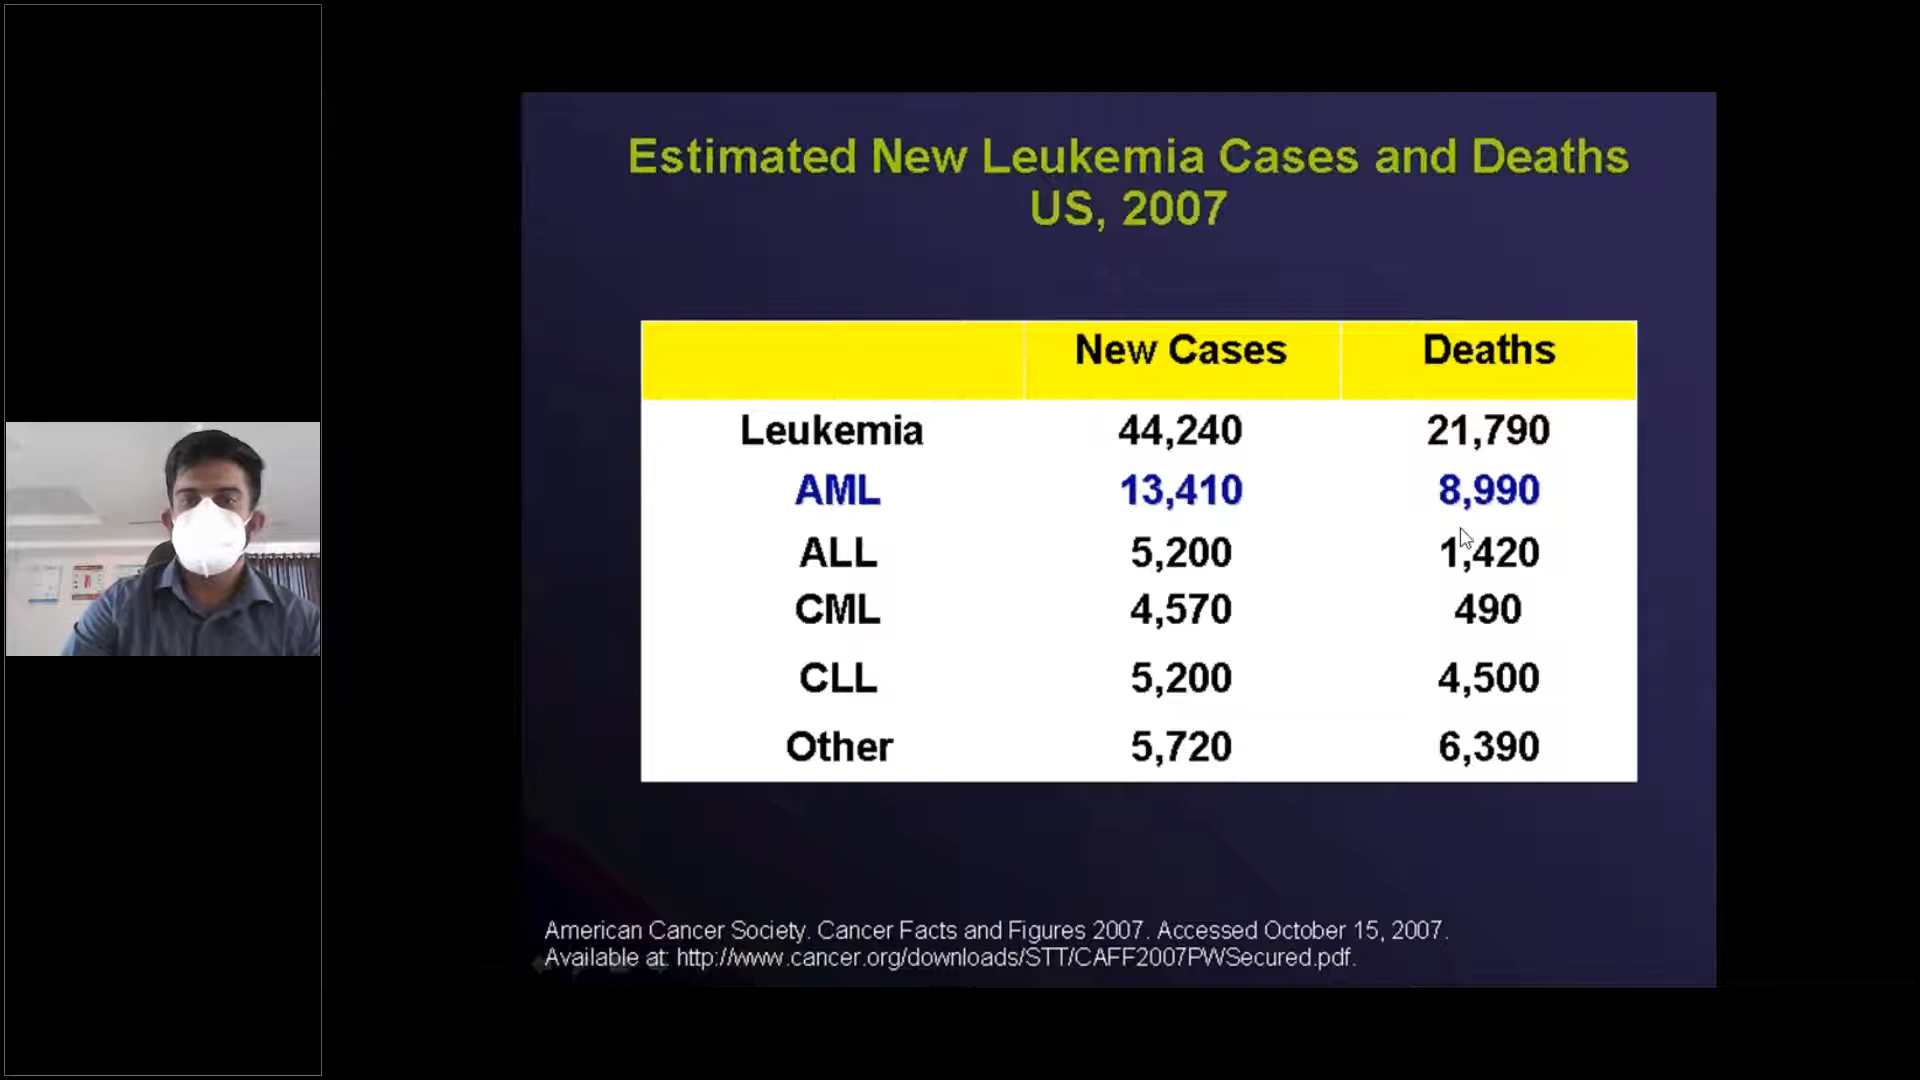 Estimated New Leukemia Cases and Deaths
US, 2007
New Cases Deaths
Leukemia 44,240 21,790
AML 13,410 8,990
ALL 5,200 1,420
CML 4,570 490
CLL 5,200 4,500
Other 5,720 6,390
American Cancer Society. Cancer Facts and Figures 2007. Accessed October 15, 2007.
Available at: http://www.cancer.org/downloads/STT/CAFF2007PWSecured.pdf.